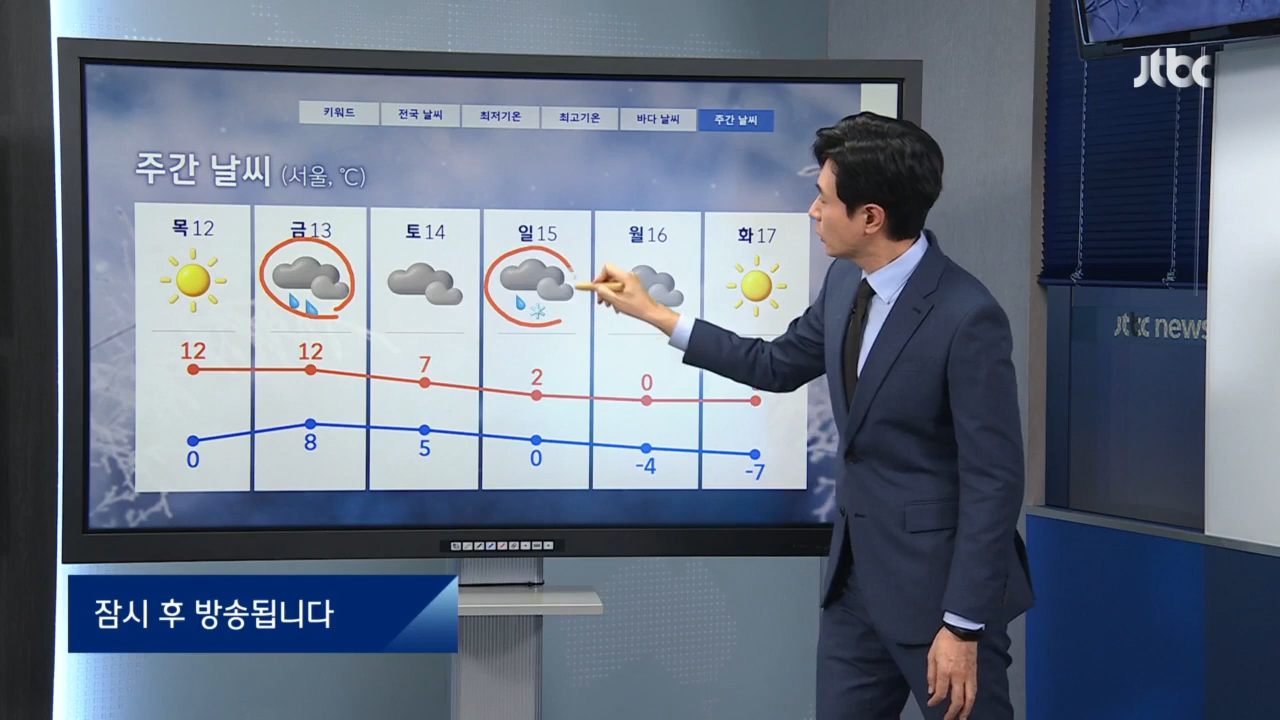 jtbc
키워드
전국 날씨
최저기온
최고기온
바다 날씨
주간 날씨
주간 날씨 (서울, ℃)
목 12
금 13
토 14
일 15
월 16
화 17
12
12
7
2
0
0
8
5
0
-4
-7
jtbc news
잠시 후 방송됩니다